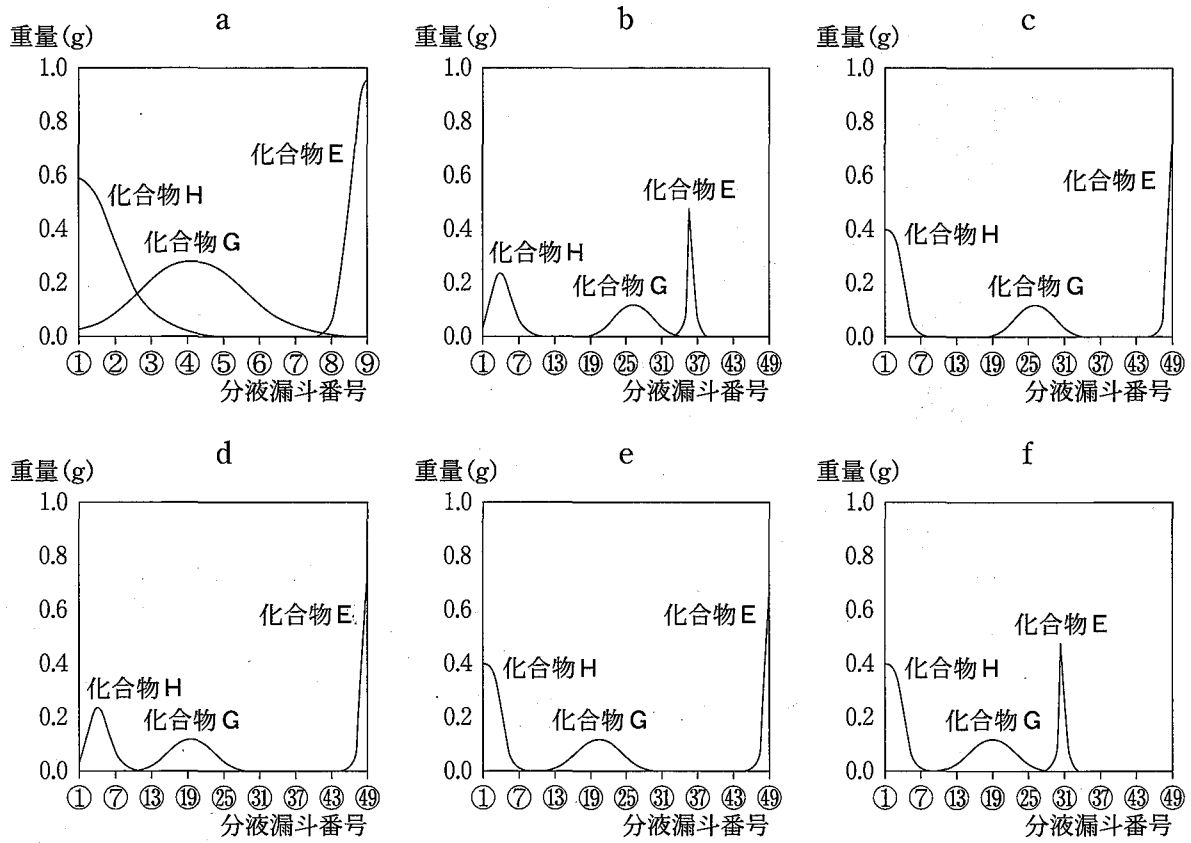 a
重量(g)
1.0
0.8
0.6
0.4
0.2
0.0
化合物E
化合物H
化合物G
① ② ③ ④ ⑤ ⑥ ⑦ ⑧ ⑨
分液漏斗番号
b
重量(g)
1.0
0.8
0.6
0.4
0.2
0.0
化合物E
化合物H
化合物G
① ⑦ ⑬ ⑲ ㉕ ㉛ ㊲ ㊸ ㊾
分液漏斗番号
c
重量(g)
1.0
0.8
0.6
0.4
0.2
0.0
化合物E
化合物H
化合物G
① ⑦ ⑬ ⑲ ㉕ ㉛ ㊲ ㊸ ㊾
分液漏斗番号
d
重量(g)
1.0
0.8
0.6
0.4
0.2
0.0
化合物E
化合物H
化合物G
① ⑦ ⑬ ⑲ ㉕ ㉛ ㊲ ㊸ ㊾
分液漏斗番号
e
重量(g)
1.0
0.8
0.6
0.4
0.2
0.0
化合物E
化合物H
化合物G
① ⑦ ⑬ ⑲ ㉕ ㉛ ㊲ ㊸ ㊾
分液漏斗番号
f
重量(g)
1.0
0.8
0.6
0.4
0.2
0.0
化合物E
化合物H
化合物G
① ⑦ ⑬ ⑲ ㉕ ㉛ ㊲ ㊸ ㊾
分液漏斗番号